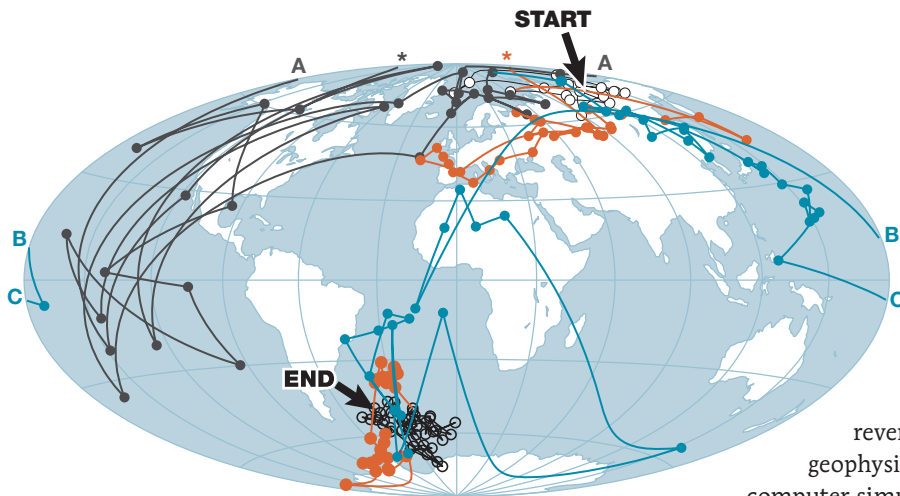 START
A
*
*
A
B
B
C
C
END
rever
geophysi
computer simu